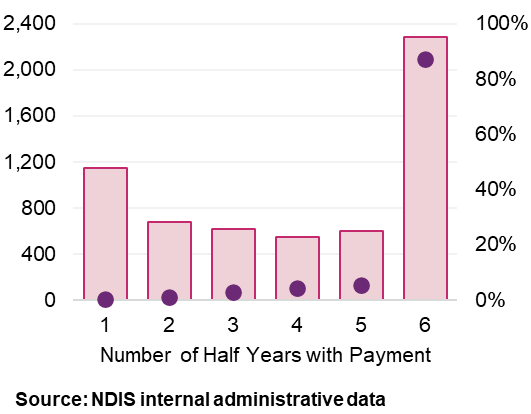 2,400 100%
2,000 80%
1,600 60%
1,200
800 40%
400 20%
0 0%
1 2 3 4 5 6
Number of Half Years with Payment
Source: NDIS internal administrative data